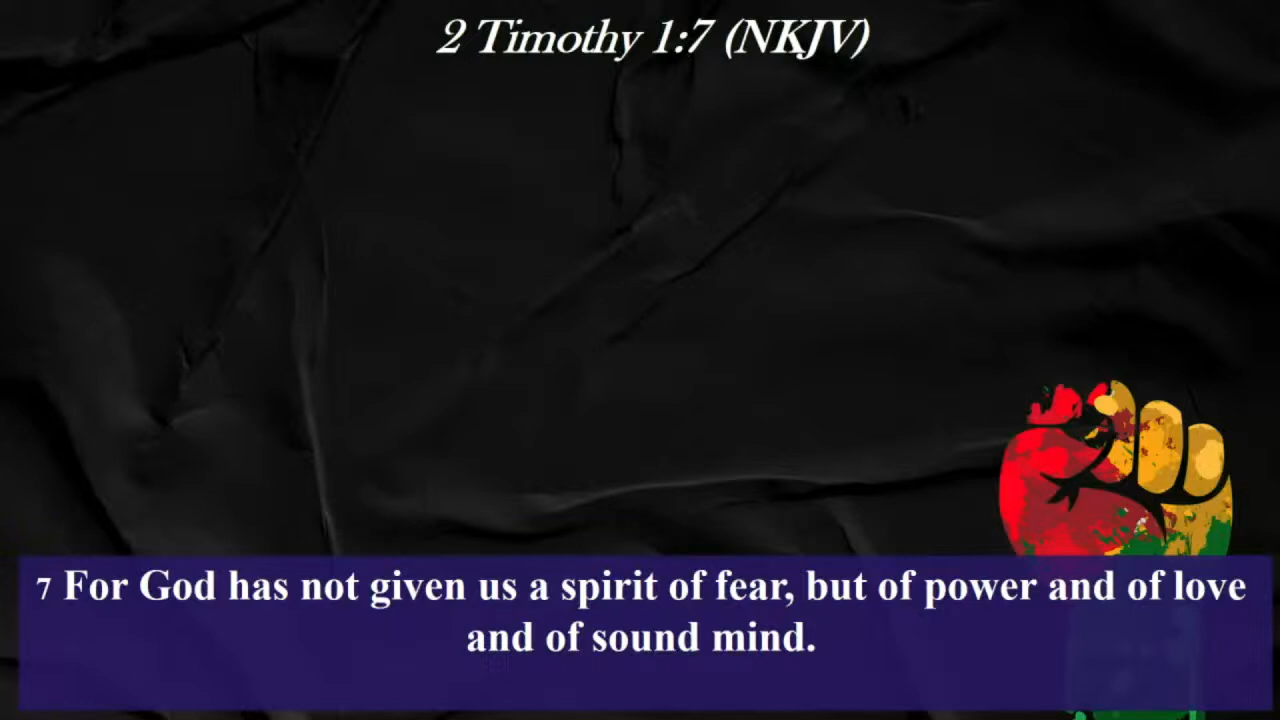 2 Timothy 1:7 (NKJV)
7 For God has not given us a spirit of fear, but of power and of love
and of sound mind.